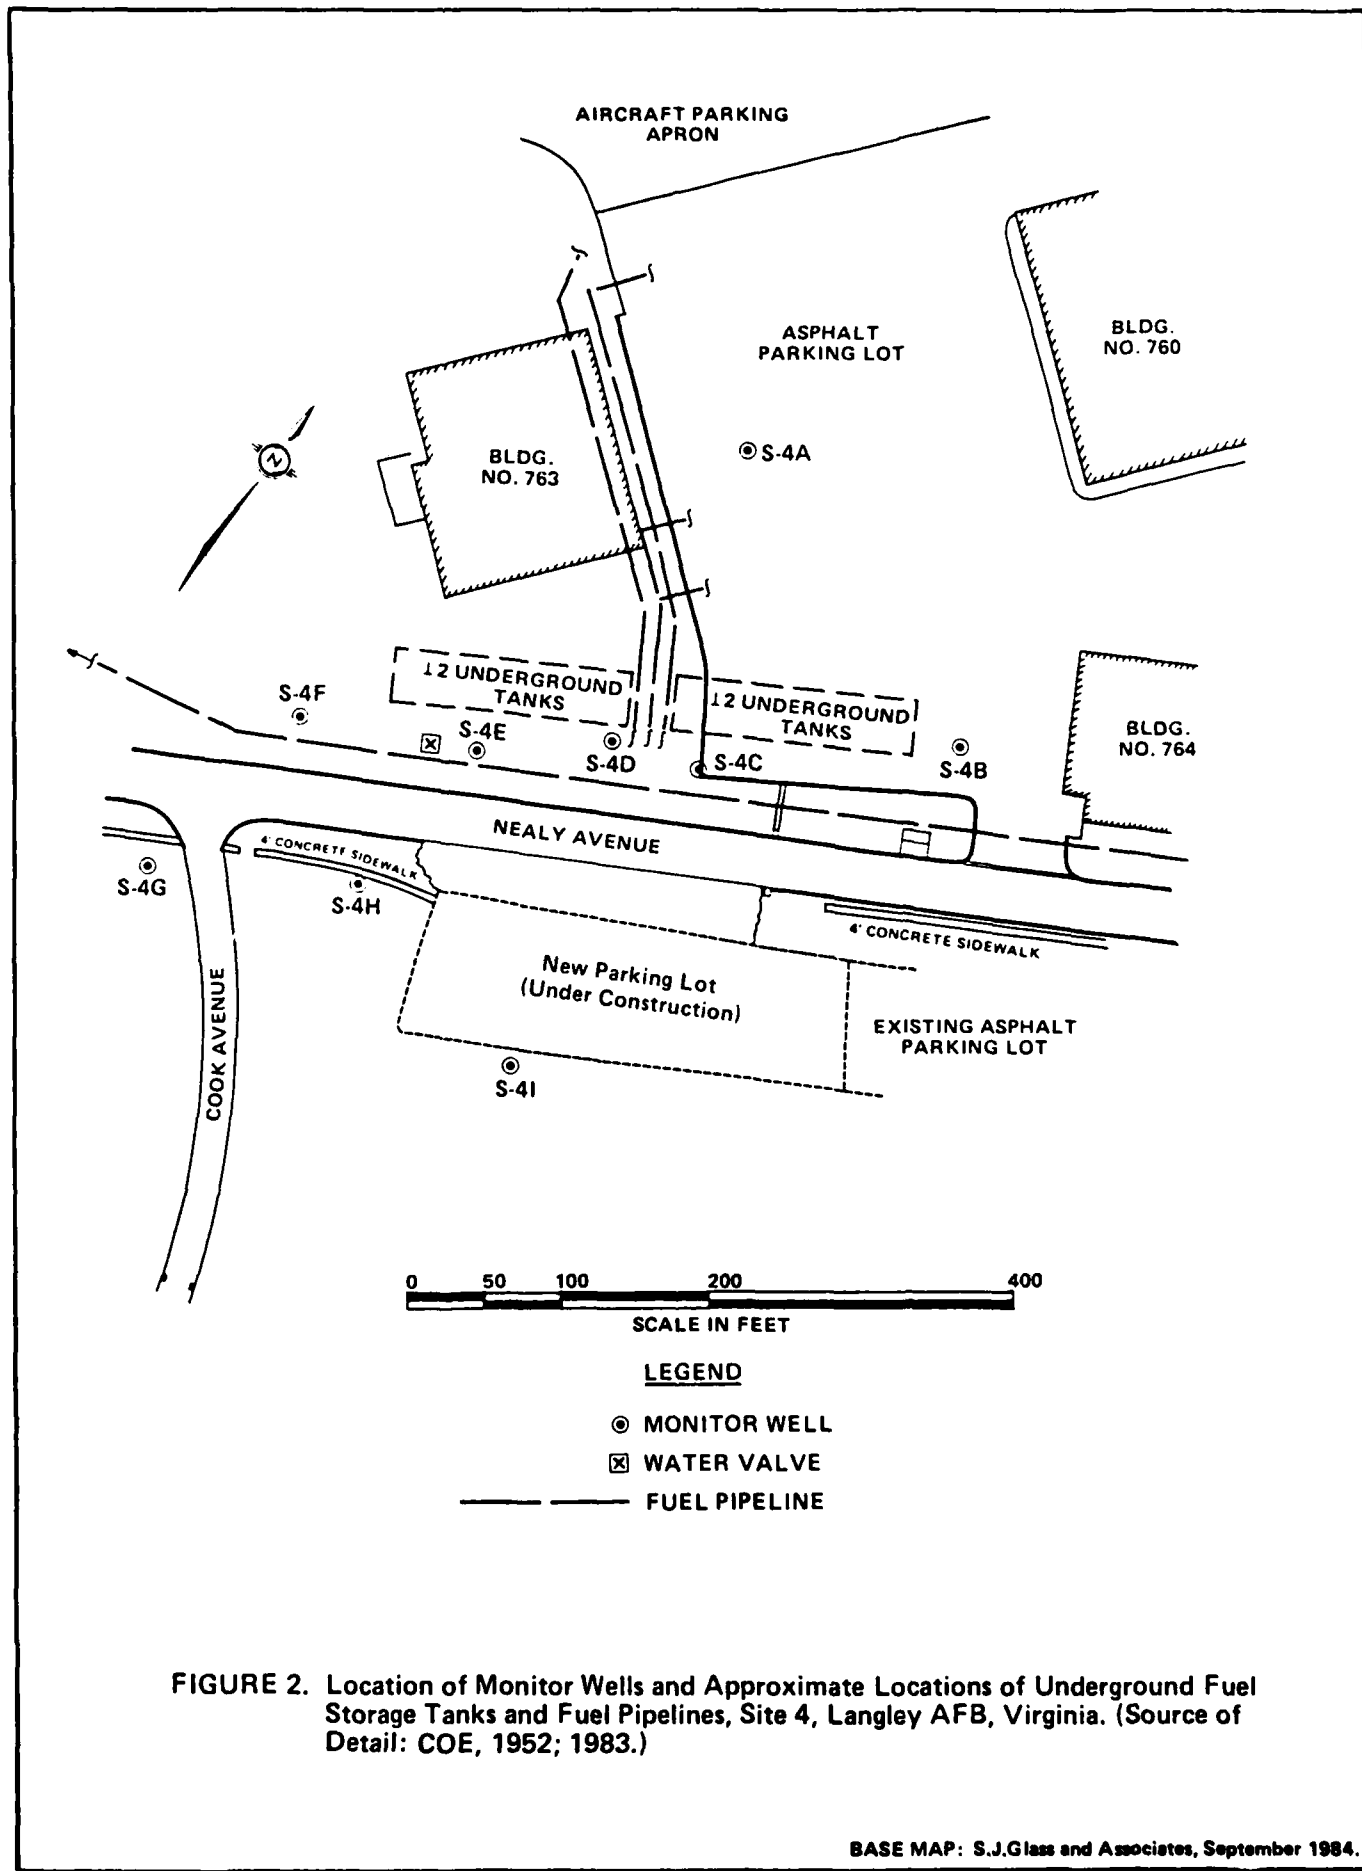 AIRCRAFT PARKING
APRON
ASPHALT
PARKING LOT
BLDG.
NO. 760
S-4A
BLDG.
NO. 763
N
12 UNDERGROUND
TANKS
12 UNDERGROUND
TANKS
S-4F
S-4E
S-4D
S-4C
S-4B
BLDG.
NO. 764
NEALY AVENUE
4' CONCRETE SIDEWALK
S-4G
S-4H
4' CONCRETE SIDEWALK
New Parking Lot
(Under Construction)
EXISTING ASPHALT
PARKING LOT
COOK AVENUE
S-4I
0 50 100 200 400
SCALE IN FEET
LEGEND
MONITOR WELL
WATER VALVE
FUEL PIPELINE
FIGURE 2. Location of Monitor Wells and Approximate Locations of Underground Fuel
Storage Tanks and Fuel Pipelines, Site 4, Langley AFB, Virginia. (Source of
Detail: COE, 1952; 1983.)
BASE MAP: S.J.Glass and Associates, September 1984.